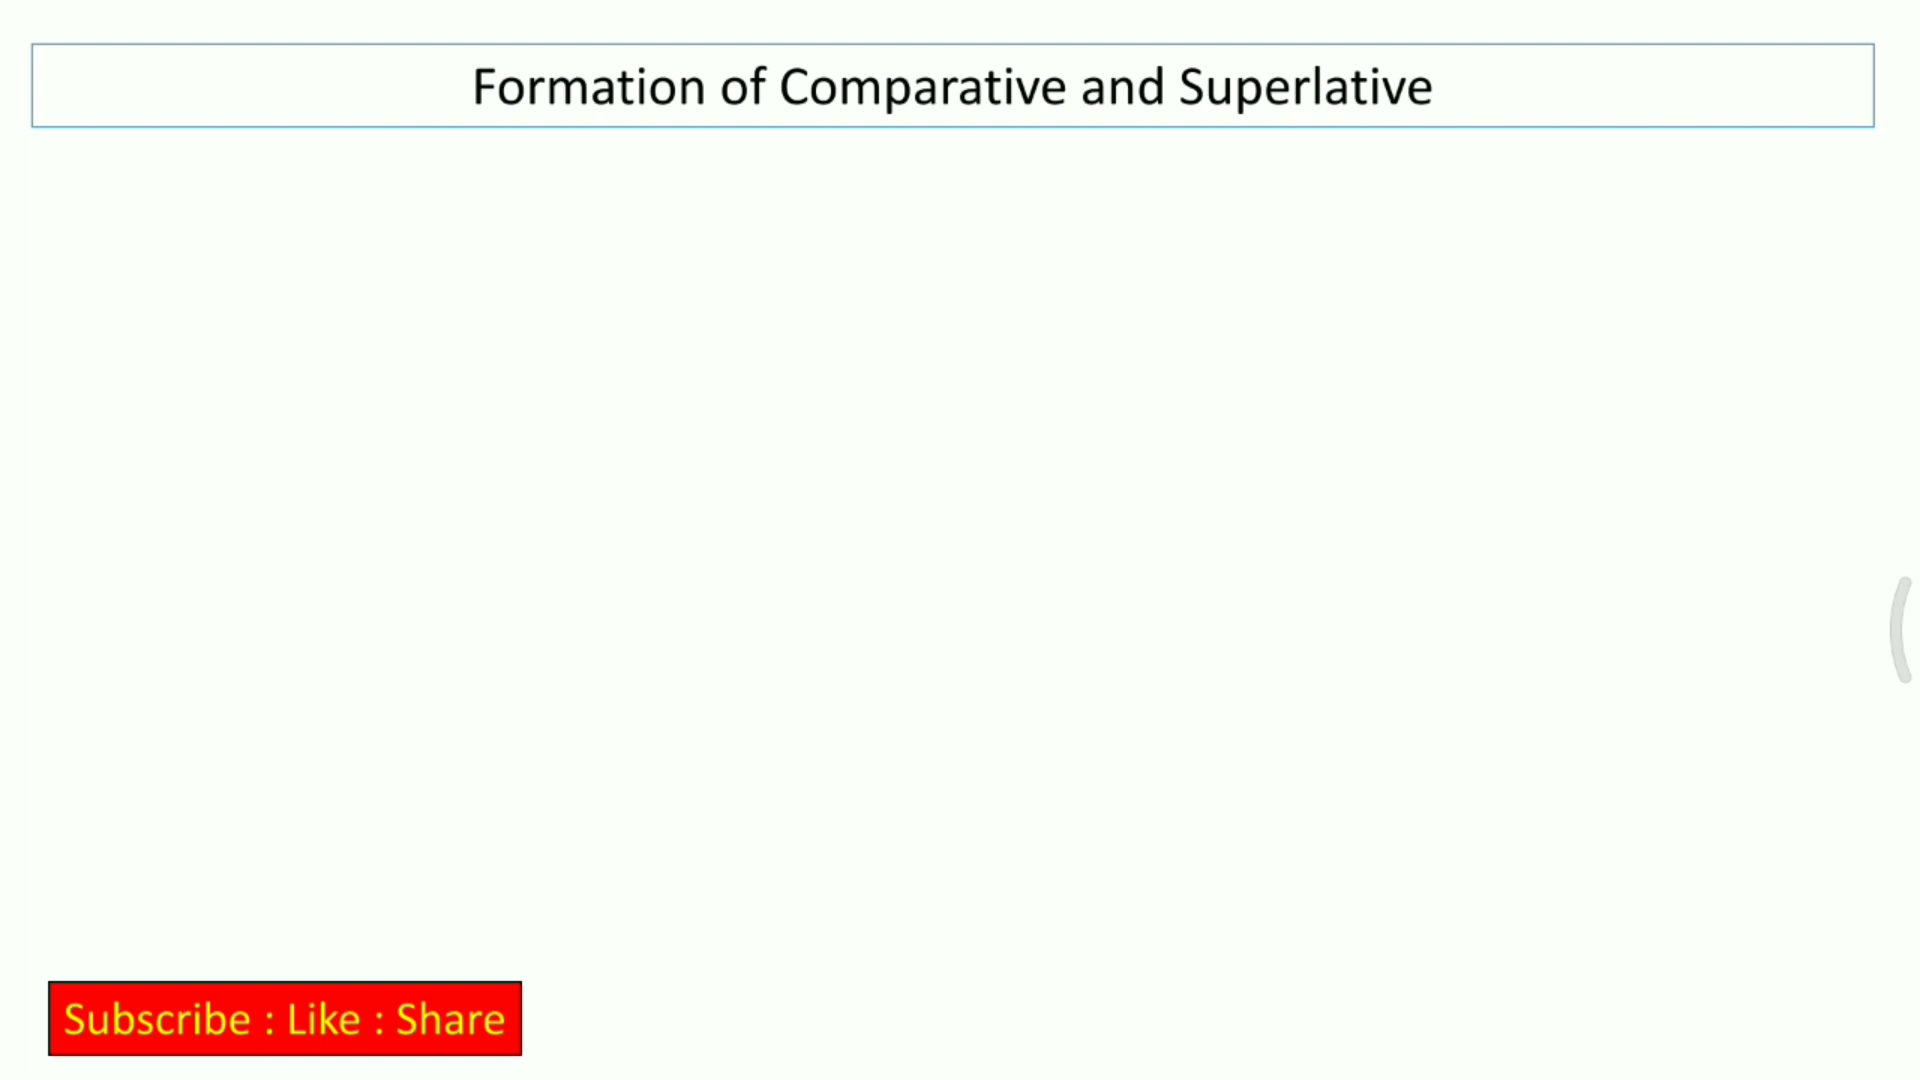 Formation of Comparative and Superlative
Subscribe : Like : Share